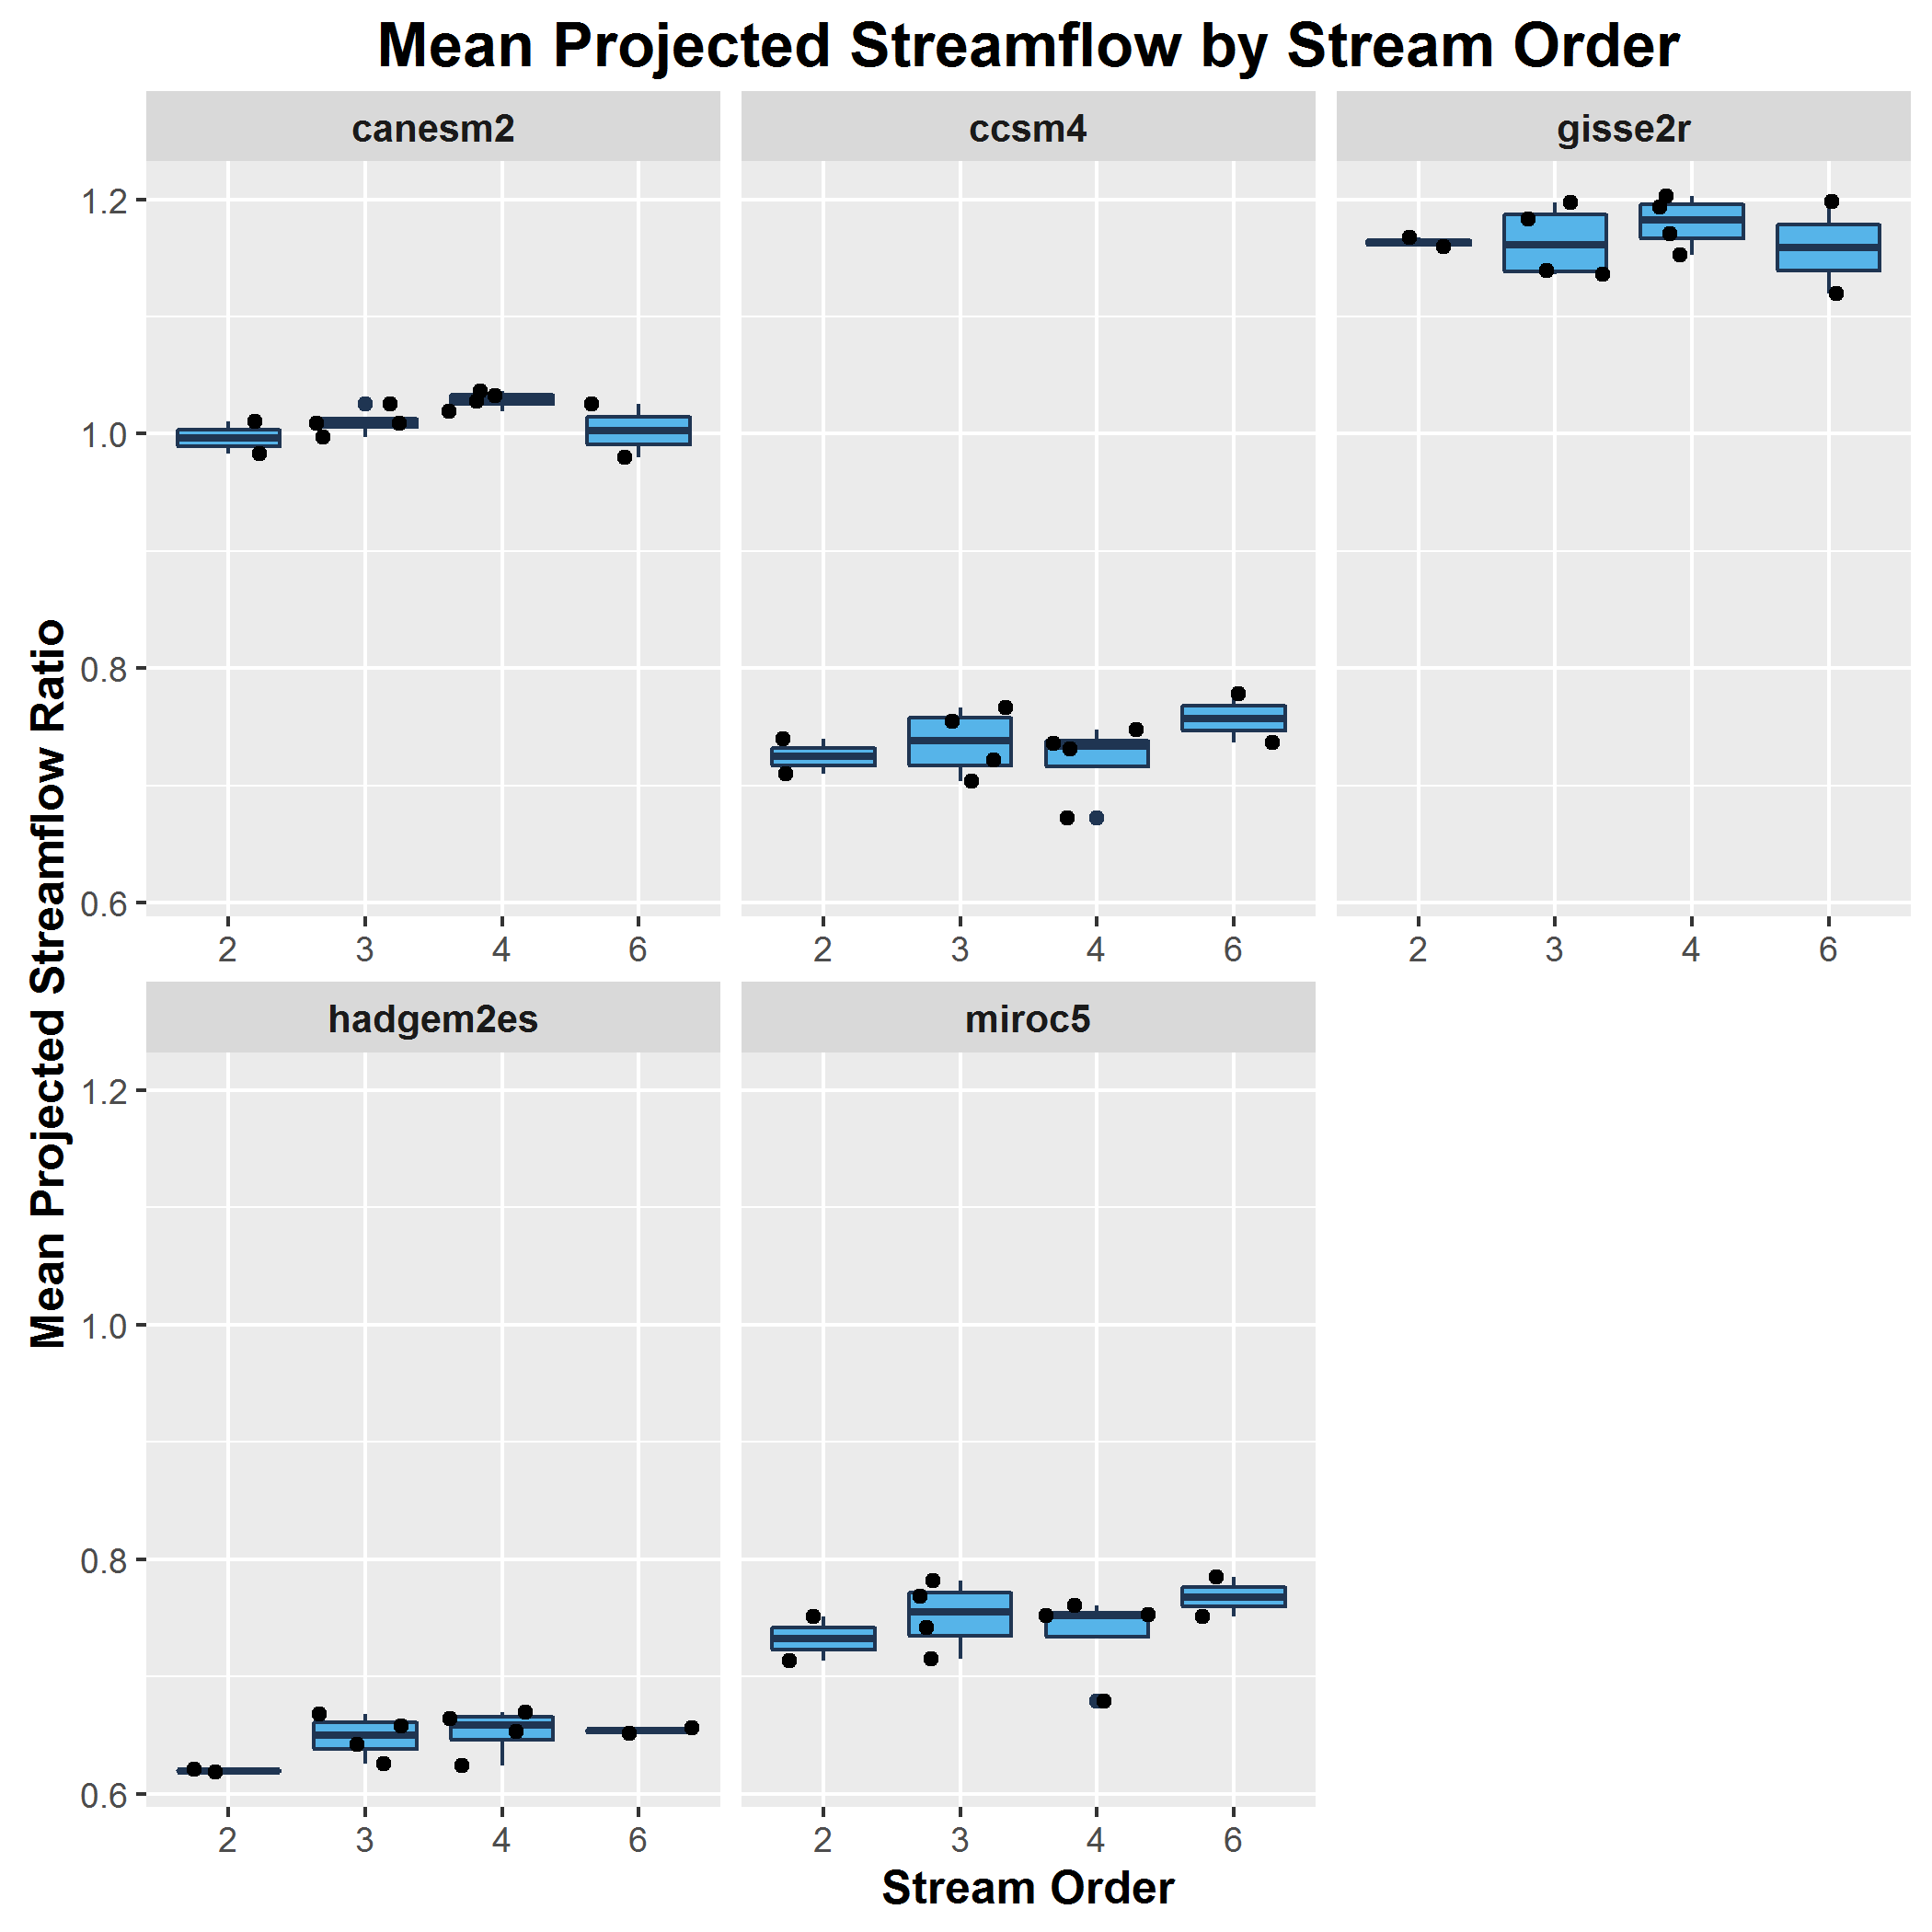 Mean Projected Streamflow by Stream Order
canesm2
ccsm4
gisse2r
1.2
1.0
0.8
0.6
2 3 4 6
2 3 4 6
2 3 4 6
Mean Projected Streamflow Ratio
hadgem2es
miroc5
1.2
1.0
0.8
0.6
2 3 4 6
2 3 4 6
Stream Order